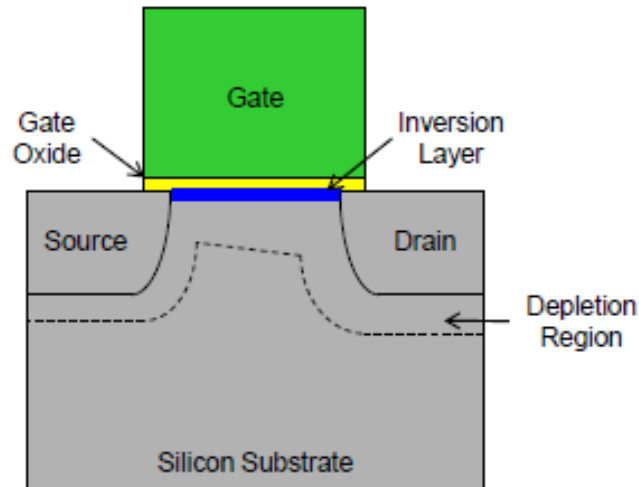 Gate
Gate
Oxide
Inversion
Layer
Source
Drain
Depletion
Region
Silicon Substrate